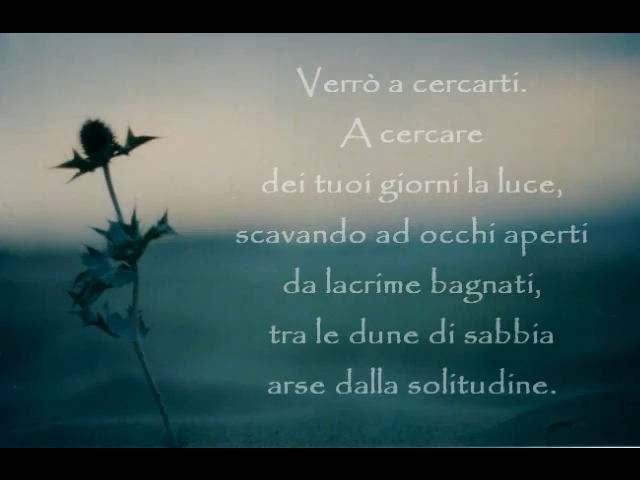 Verrò a cercarti.
A cercare
dei tuoi giorni la luce,
scavando ad occhi aperti
da lacrime bagnati,
tra le dune di sabbia
arse dalla solitudine.